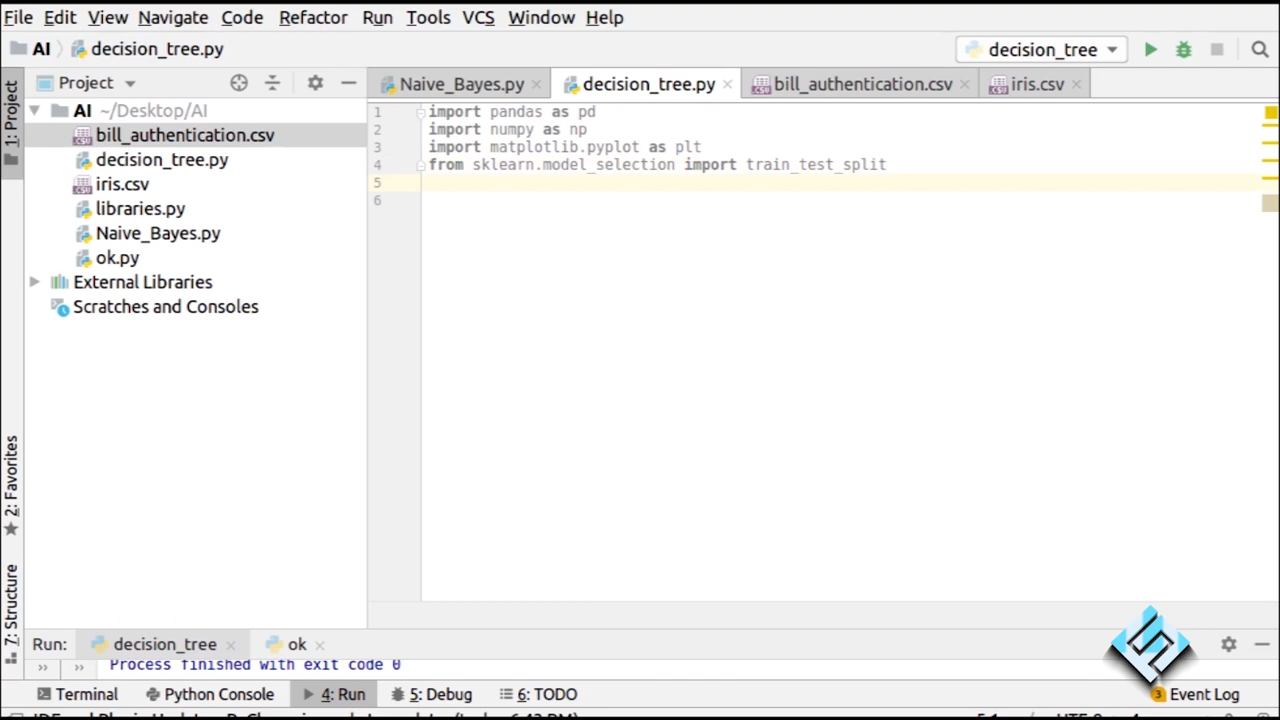 File Edit View Navigate Code Refactor Run Tools VCS Window Help
AI decision_tree.py decision_tree
1: Project
Project
Naive_Bayes.py decision_tree.py bill_authentication.csv iris.csv
AI ~/Desktop/AI
bill_authentication.csv
decision_tree.py
iris.csv
libraries.py
Naive_Bayes.py
ok.py
External Libraries
Scratches and Consoles
1 import pandas as pd
2 import numpy as np
3 import matplotlib.pyplot as plt
4 from sklearn.model_selection import train_test_split
5
6
2: Favorites
7: Structure
Run: decision_tree ok
Process finished with exit code 0
Terminal Python Console 4: Run 5: Debug 6: TODO 3 Event Log